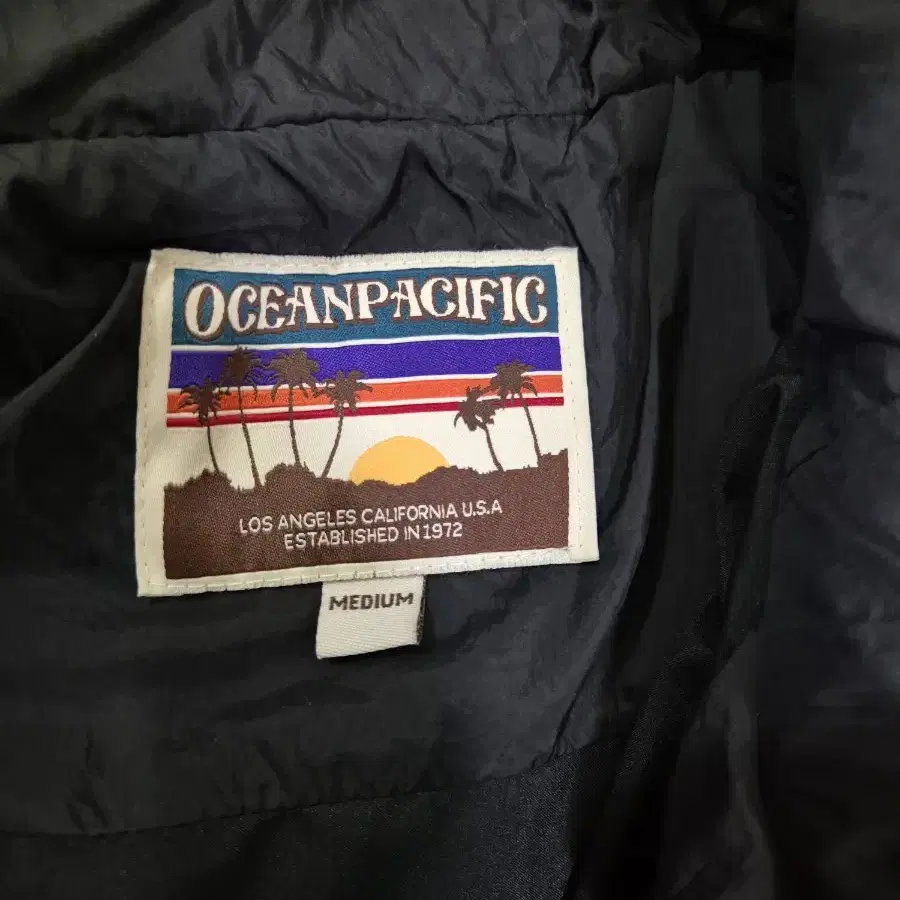 OCEANPACIFIC
LOS ANGELES CALIFORNIA U.S.A
ESTABLISHED IN 1972
MEDIUM